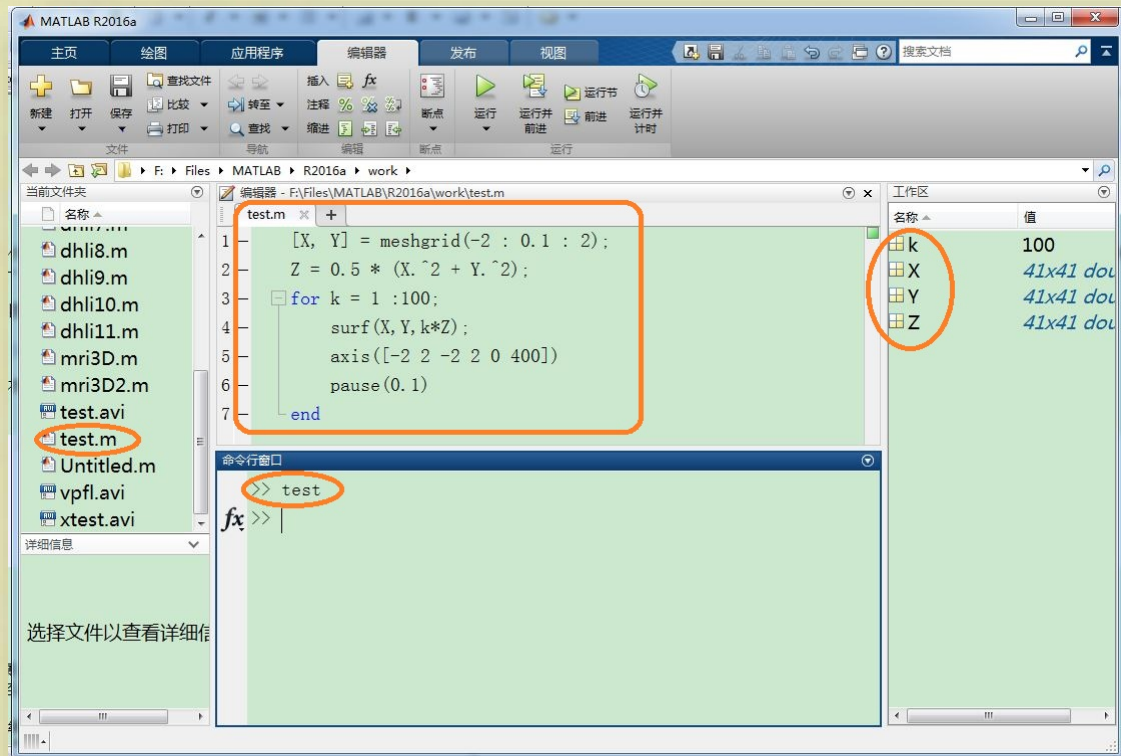 MATLAB R2016a
主页 绘图 应用程序 编辑器 发布 视图 搜索文档
新建 打开 保存 查找文件 比较 打印
文件
转至 查找
导航
插入 fx
注释
缩进
编辑
断点
断点
运行 运行并前进 运行节 前进 运行并计时
运行
F: Files MATLAB R2016a work
当前文件夹
名称
dhli8.m
dhli9.m
dhli10.m
dhli11.m
mri3D.m
mri3D2.m
test.avi
test.m
Untitled.m
vpfl.avi
xtest.avi
详细信息
选择文件以查看详细信
编辑器 - F:\Files\MATLAB\R2016a\work\test.m
test.m
1 – [X, Y] = meshgrid(-2 : 0.1 : 2);
2 – Z = 0.5 * (X.^2 + Y.^2);
3 – for k = 1 :100;
4 – surf(X,Y,k*Z);
5 – axis([-2 2 -2 2 0 400])
6 – pause(0.1)
7 – end
命令行窗口
>> test
fx >>
工作区
名称 值
k 100
X 41x41 dou
Y 41x41 dou
Z 41x41 dou